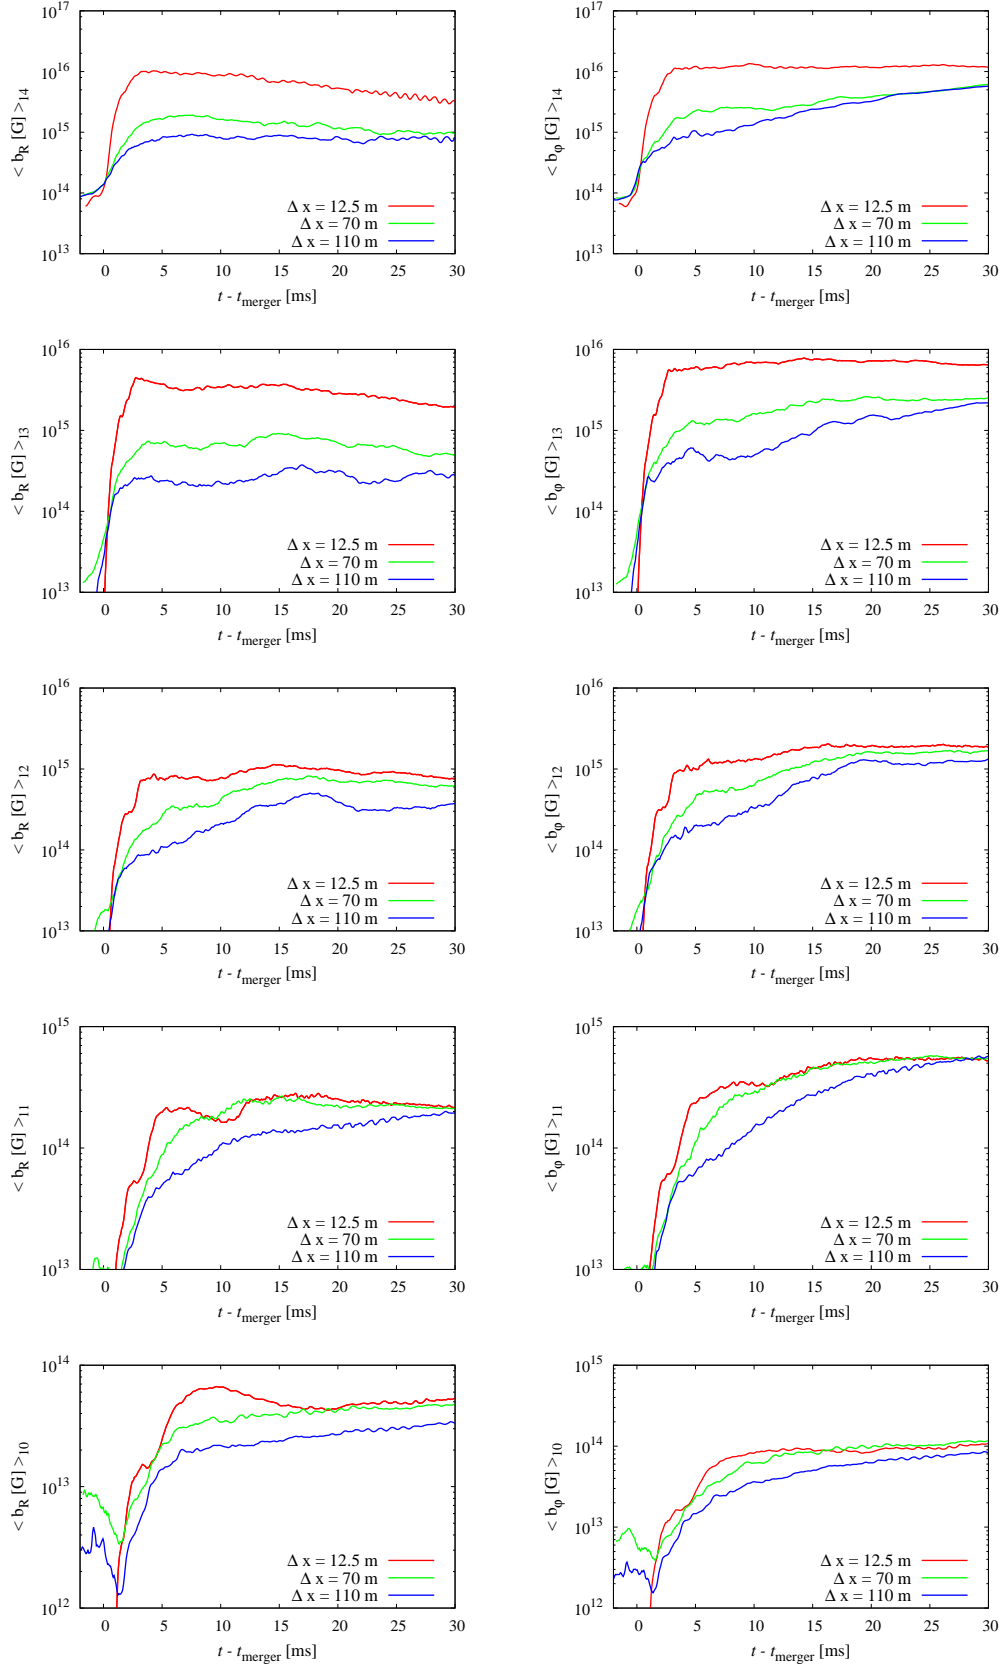 10^17
10^16
10^15
10^14
10^13
< b_R [G] >_14
Δ x = 12.5 m
Δ x = 70 m
Δ x = 110 m
0 5 10 15 20 25 30
t - t_merger [ms]
10^17
10^16
10^15
10^14
10^13
< b_φ [G] >_14
Δ x = 12.5 m
Δ x = 70 m
Δ x = 110 m
0 5 10 15 20 25 30
t - t_merger [ms]
10^16
10^15
10^14
10^13
< b_R [G] >_13
Δ x = 12.5 m
Δ x = 70 m
Δ x = 110 m
0 5 10 15 20 25 30
t - t_merger [ms]
10^16
10^15
10^14
10^13
< b_φ [G] >_13
Δ x = 12.5 m
Δ x = 70 m
Δ x = 110 m
0 5 10 15 20 25 30
t - t_merger [ms]
10^16
10^15
10^14
10^13
< b_R [G] >_12
Δ x = 12.5 m
Δ x = 70 m
Δ x = 110 m
0 5 10 15 20 25 30
t - t_merger [ms]
10^16
10^15
10^14
10^13
< b_φ [G] >_12
Δ x = 12.5 m
Δ x = 70 m
Δ x = 110 m
0 5 10 15 20 25 30
t - t_merger [ms]
10^15
10^14
10^13
< b_R [G] >_11
Δ x = 12.5 m
Δ x = 70 m
Δ x = 110 m
0 5 10 15 20 25 30
t - t_merger [ms]
10^15
10^14
10^13
< b_φ [G] >_11
Δ x = 12.5 m
Δ x = 70 m
Δ x = 110 m
0 5 10 15 20 25 30
t - t_merger [ms]
10^14
10^13
10^12
< b_R [G] >_10
Δ x = 12.5 m
Δ x = 70 m
Δ x = 110 m
0 5 10 15 20 25 30
t - t_merger [ms]
10^15
10^14
10^13
10^12
< b_φ [G] >_10
Δ x = 12.5 m
Δ x = 70 m
Δ x = 110 m
0 5 10 15 20 25 30
t - t_merger [ms]